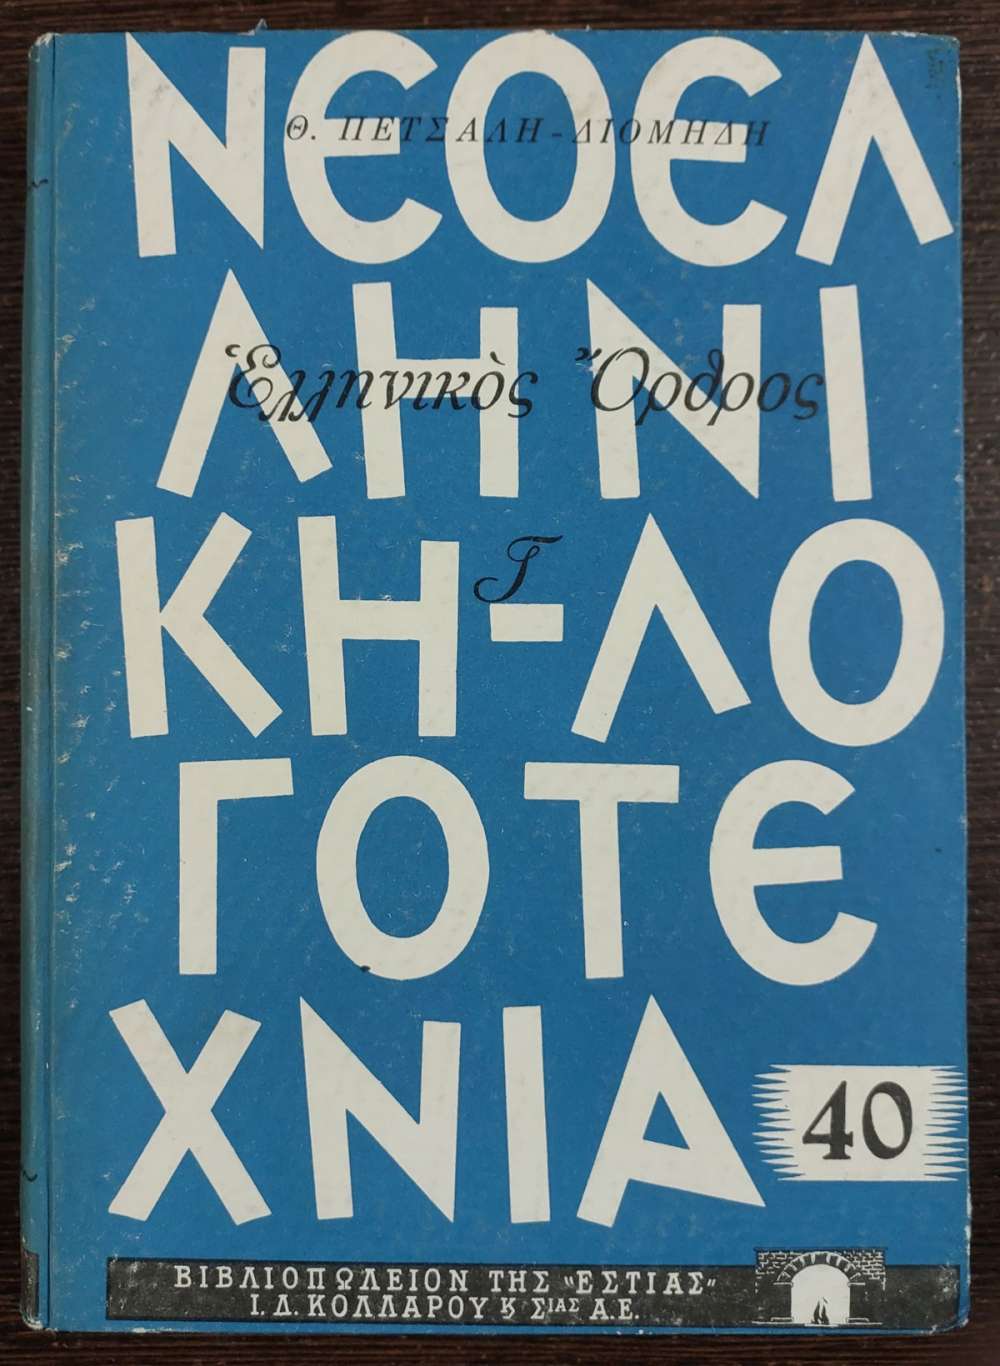 ΝΕΟΕΛ
Θ. ΠΕΤΣΑΛΗ-ΔΙΟΜΗΔΗ
ΛΗΝΙ
Ἑλληνικὸς Ὄρθρος
ΚΗ-ΛΟ
Γ
ΓΟΤΕ
ΧΝΙΑ
40
ΒΙΒΛΙΟΠΩΛΕΙΟΝ ΤΗΣ "ΕΣΤΙΑΣ"
Ι.Δ. ΚΟΛΛΑΡΟΥ Κ ΣΙΑΣ Α.Ε.